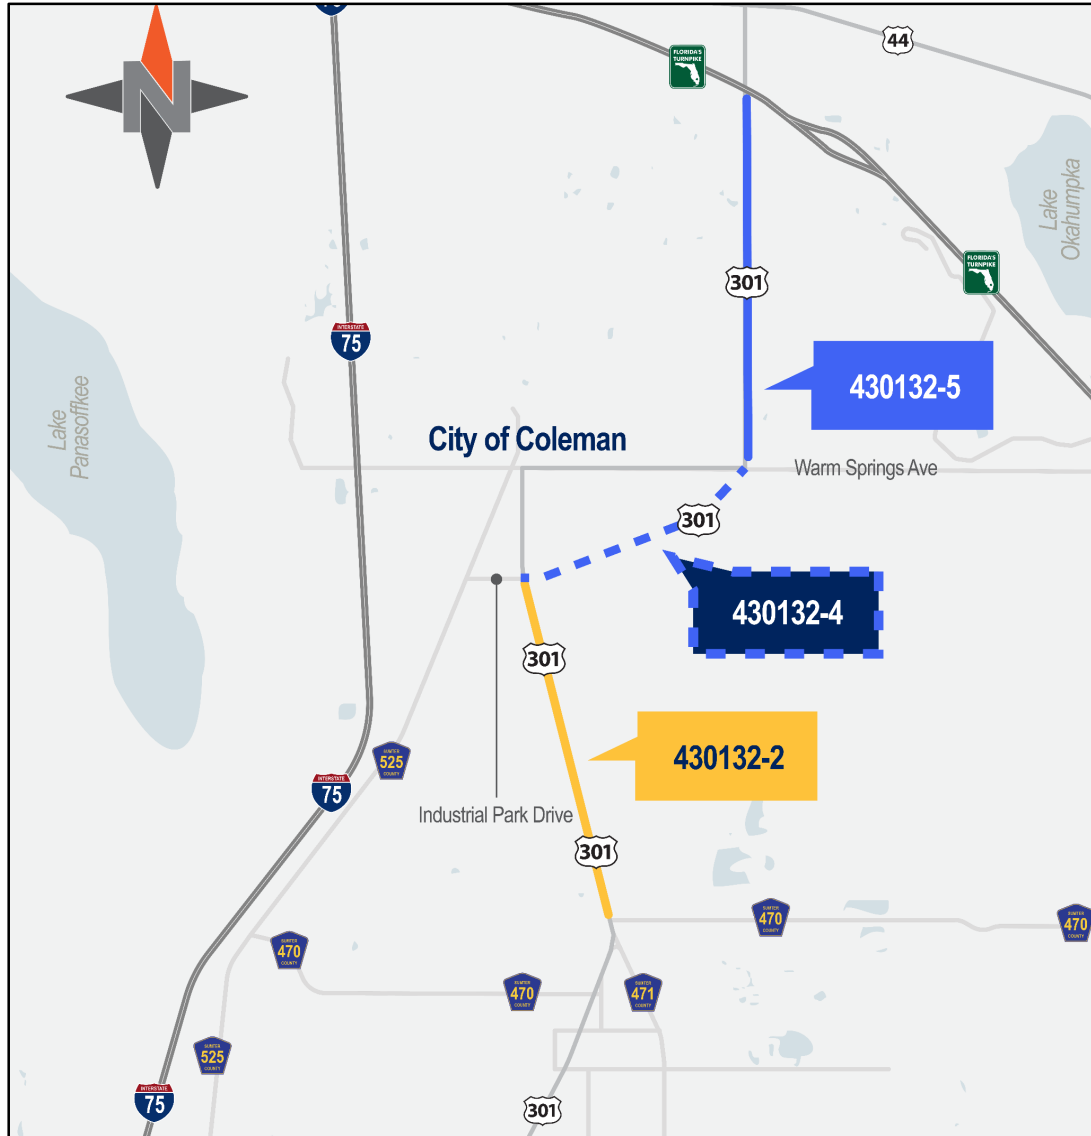 N
75
44
FLORIDA'S
TURNPIKE
Lake
Okahumpka
FLORIDA'S
TURNPIKE
301
INTERSTATE
75
430132-5
Lake
Panasoffkee
City of Coleman
Warm Springs Ave
301
430132-4
301
430132-2
SUMTER
525
COUNTY
INTERSTATE
75
Industrial Park Drive
301
SUMTER
470
COUNTY
SUMTER
470
COUNTY
SUMTER
470
COUNTY
SUMTER
470
COUNTY
SUMTER
471
COUNTY
SUMTER
525
COUNTY
INTERSTATE
75
301